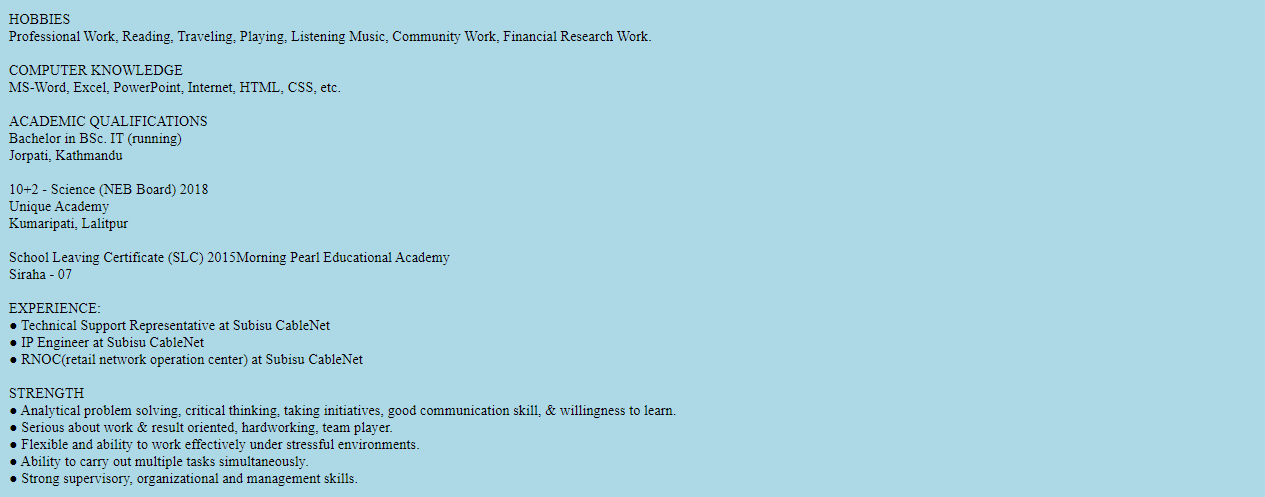 HOBBIES
Professional Work, Reading, Traveling, Playing, Listening Music, Community Work, Financial Research Work.
COMPUTER KNOWLEDGE
MS-Word, Excel, PowerPoint, Internet, HTML, CSS, etc.
ACADEMIC QUALIFICATIONS
Bachelor in BSc. IT (running)
Jorpati, Kathmandu
10+2 - Science (NEB Board) 2018
Unique Academy
Kumaripati, Lalitpur
School Leaving Certificate (SLC) 2015Morning Pearl Educational Academy
Siraha - 07
EXPERIENCE:
● Technical Support Representative at Subisu CableNet
● IP Engineer at Subisu CableNet
● RNOC(retail network operation center) at Subisu CableNet
STRENGTH
● Analytical problem solving, critical thinking, taking initiatives, good communication skill, & willingness to learn.
● Serious about work & result oriented, hardworking, team player.
● Flexible and ability to work effectively under stressful environments.
● Ability to carry out multiple tasks simultaneously.
● Strong supervisory, organizational and management skills.